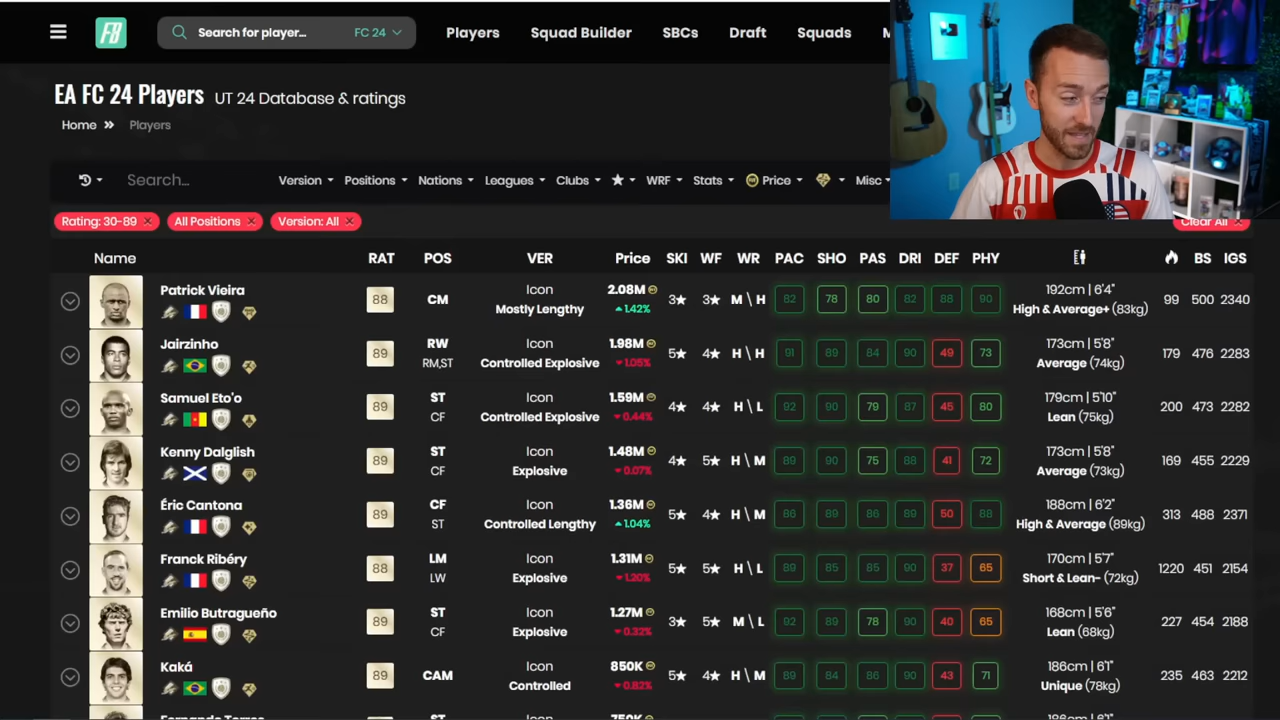 FB Search for player... FC 24 Players Squad Builder SBCs Draft Squads M
EA FC 24 Players UT 24 Database & ratings
Home » Players
Search... Version Positions Nations Leagues Clubs WRF Stats Price Misc
Rating: 30-89 × All Positions × Version: All × Clear All ×
Name RAT POS VER Price SKI WF WR PAC SHO PAS DRI DEF PHY BS IGS
Patrick Vieira 88 CM Icon 2.08M 3★ 3★ M \ H 82 78 80 82 88 90 192cm | 6'4" 99 500 2340
Mostly Lengthy 1.42% High & Average+ (83kg)
Jairzinho 89 RW Icon 1.98M 5★ 4★ H \ H 91 89 84 90 49 73 173cm | 5'8" 179 476 2283
RM,ST Controlled Explosive 1.05% Average (74kg)
Samuel Eto'o 89 ST Icon 1.59M 4★ 4★ H \ L 92 90 79 87 45 80 179cm | 5'10" 200 473 2282
CF Controlled Explosive 0.44% Lean (75kg)
Kenny Dalglish 89 ST Icon 1.48M 4★ 5★ H \ M 89 90 75 88 41 72 173cm | 5'8" 169 455 2229
CF Explosive 0.07% Average (73kg)
Éric Cantona 89 CF Icon 1.36M 5★ 4★ H \ M 86 89 86 89 50 88 188cm | 6'2" 313 488 2371
ST Controlled Lengthy 1.04% High & Average (89kg)
Franck Ribéry 88 LM Icon 1.31M 5★ 5★ H \ L 89 85 85 90 37 65 170cm | 5'7" 1220 451 2154
LW Explosive 1.20% Short & Lean- (72kg)
Emilio Butragueño 89 ST Icon 1.27M 3★ 5★ M \ L 92 89 78 90 40 65 168cm | 5'6" 227 454 2188
CF Explosive 0.32% Lean (68kg)
Kaká 89 CAM Icon 850K 5★ 4★ H \ M 89 84 86 90 43 71 186cm | 6'1" 235 463 2212
Controlled 0.82% Unique (78kg)